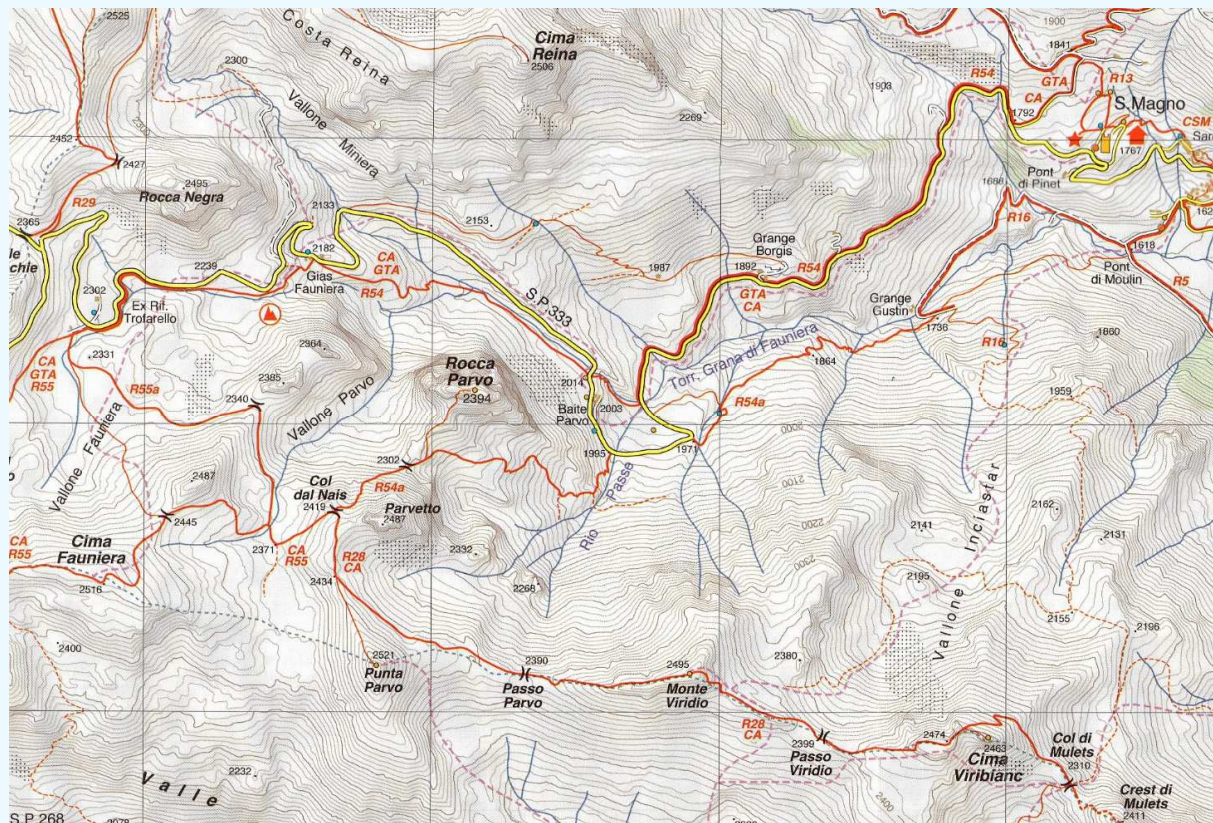 2525
Costa Reina
Cima
Reina
2506
1900
1841
R54
GTA
CA
R13
S.Magno
CSM
2300
1903
2269
1792
1767
Vallone
Miniera
2452
2427
Pont
di Pinet
Rocca Negra
2495
1686
2365
R29
2133
2153
R16
2182
CA
GTA
R54
2239
Gias
Fauniera
Grange
Borgis
1892
R54
GTA
CA
1987
1618
Pont
di Moulin
R5
2302
Ex Rif.
Trofarello
S.P.333
Grange
Gustin
1736
R16
1860
CA
GTA
R55
2331
2364
Torr. Grana di Fauniera
1864
R55a
2385
Rocca
Parvo
2394
2014
1959
2340
Vallone Parvo
Baite
Parvo
2003
R54a
Vallone Fauniera
1995
1971
2000
2302
R54a
2487
Col
dal Nais
2419
Parvetto
2487
Rio Passe
2100
2162
2445
2200
2141
2131
Cima
Fauniera
2371
CA
R55
R28
CA
2332
CA
R55
2434
2268
2300
2195
Vallone Inciastar
2516
2155
2196
2400
2521
Punta
Parvo
2390
Passo
Parvo
2495
Monte
Viridio
2380
R28
CA
2399
Passo
Viridio
2474
2463
Cima
Viribianc
Col di
Mulets
2310
2232
Valle
2400
Crest di
Mulets
2411
S.P.268